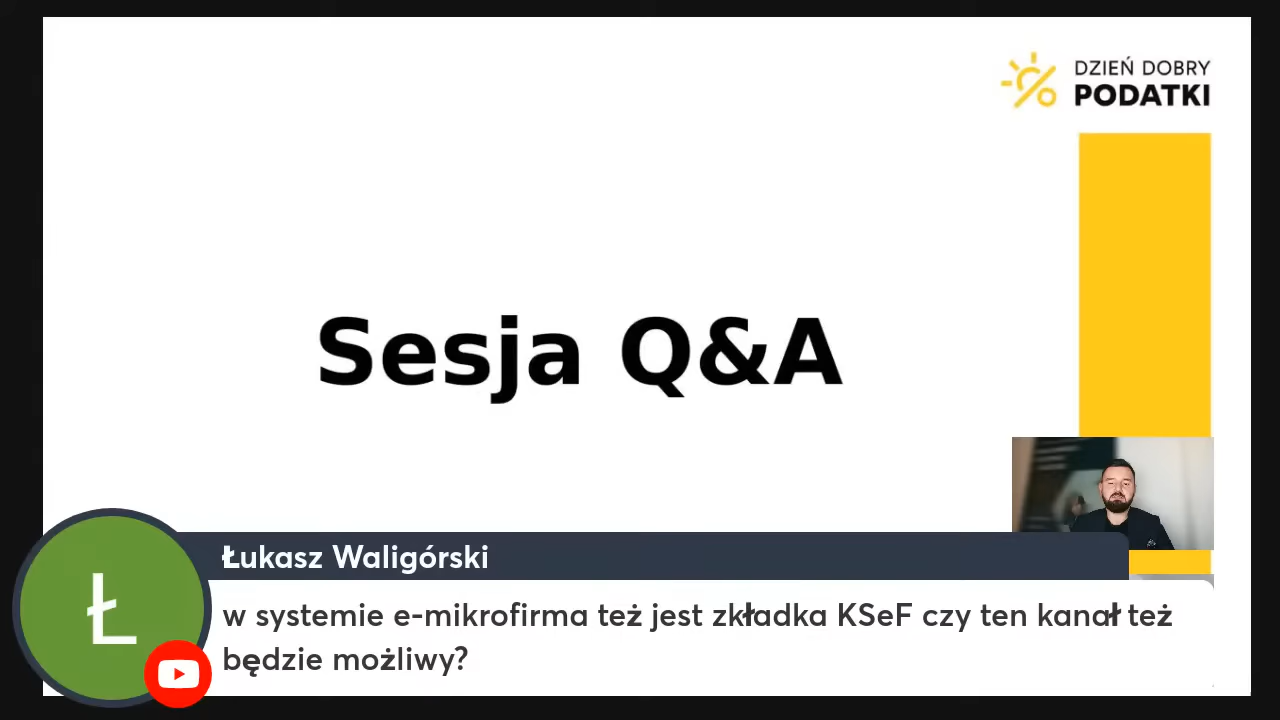 DZIEŃ DOBRY
PODATKI
Sesja Q&A
Ł
Łukasz Waligórski
w systemie e-mikrofirma też jest zkładka KSeF czy ten kanał też
będzie możliwy?